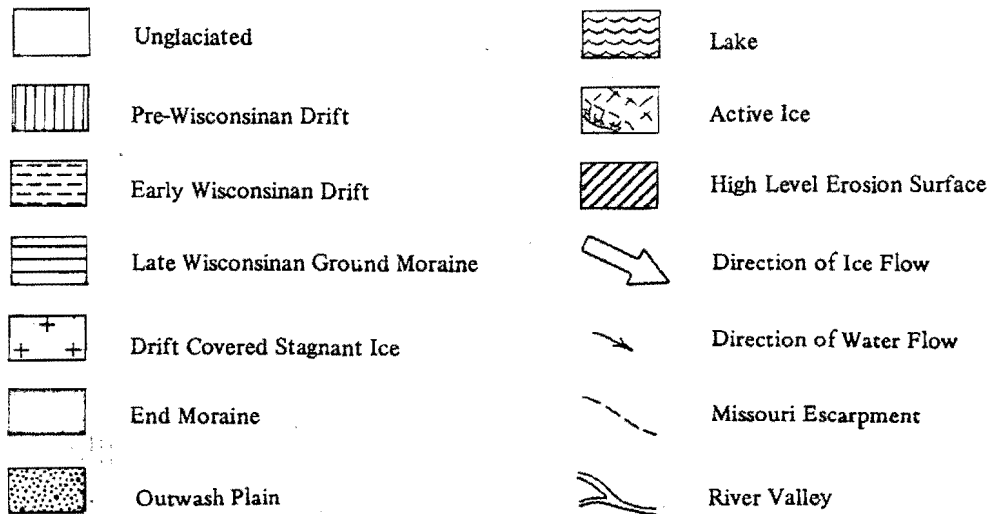 Unglaciated
Pre-Wisconsinan Drift
Early Wisconsinan Drift
Late Wisconsinan Ground Moraine
Drift Covered Stagnant Ice
End Moraine
Outwash Plain
Lake
Active Ice
High Level Erosion Surface
Direction of Ice Flow
Direction of Water Flow
Missouri Escarpment
River Valley